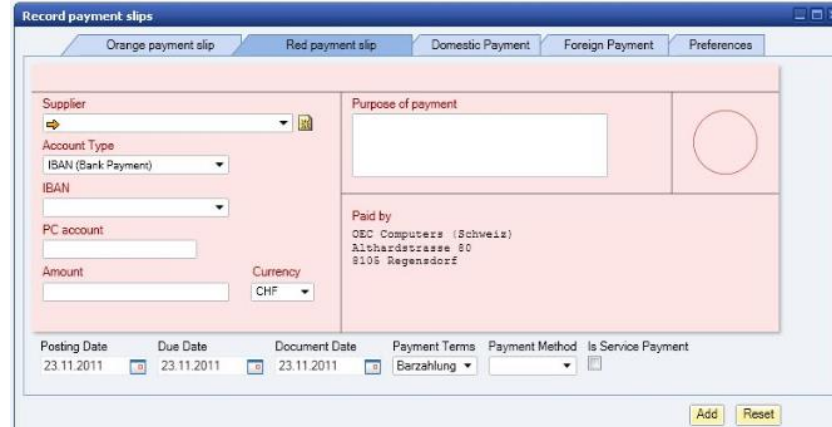 Record payment slips
Orange payment slip
Red payment slip
Domestic Payment
Foreign Payment
Preferences
Supplier
Account Type
IBAN (Bank Payment)
IBAN
PC account
Amount
Currency
CHF
Purpose of payment
Paid by
OEC Computers (Schweiz)
Althardstrasse 80
8105 Regensdorf
Posting Date
Due Date
Document Date
Payment Terms
Payment Method
Is Service Payment
23.11.2011
23.11.2011
23.11.2011
Barzahlung
Add
Reset